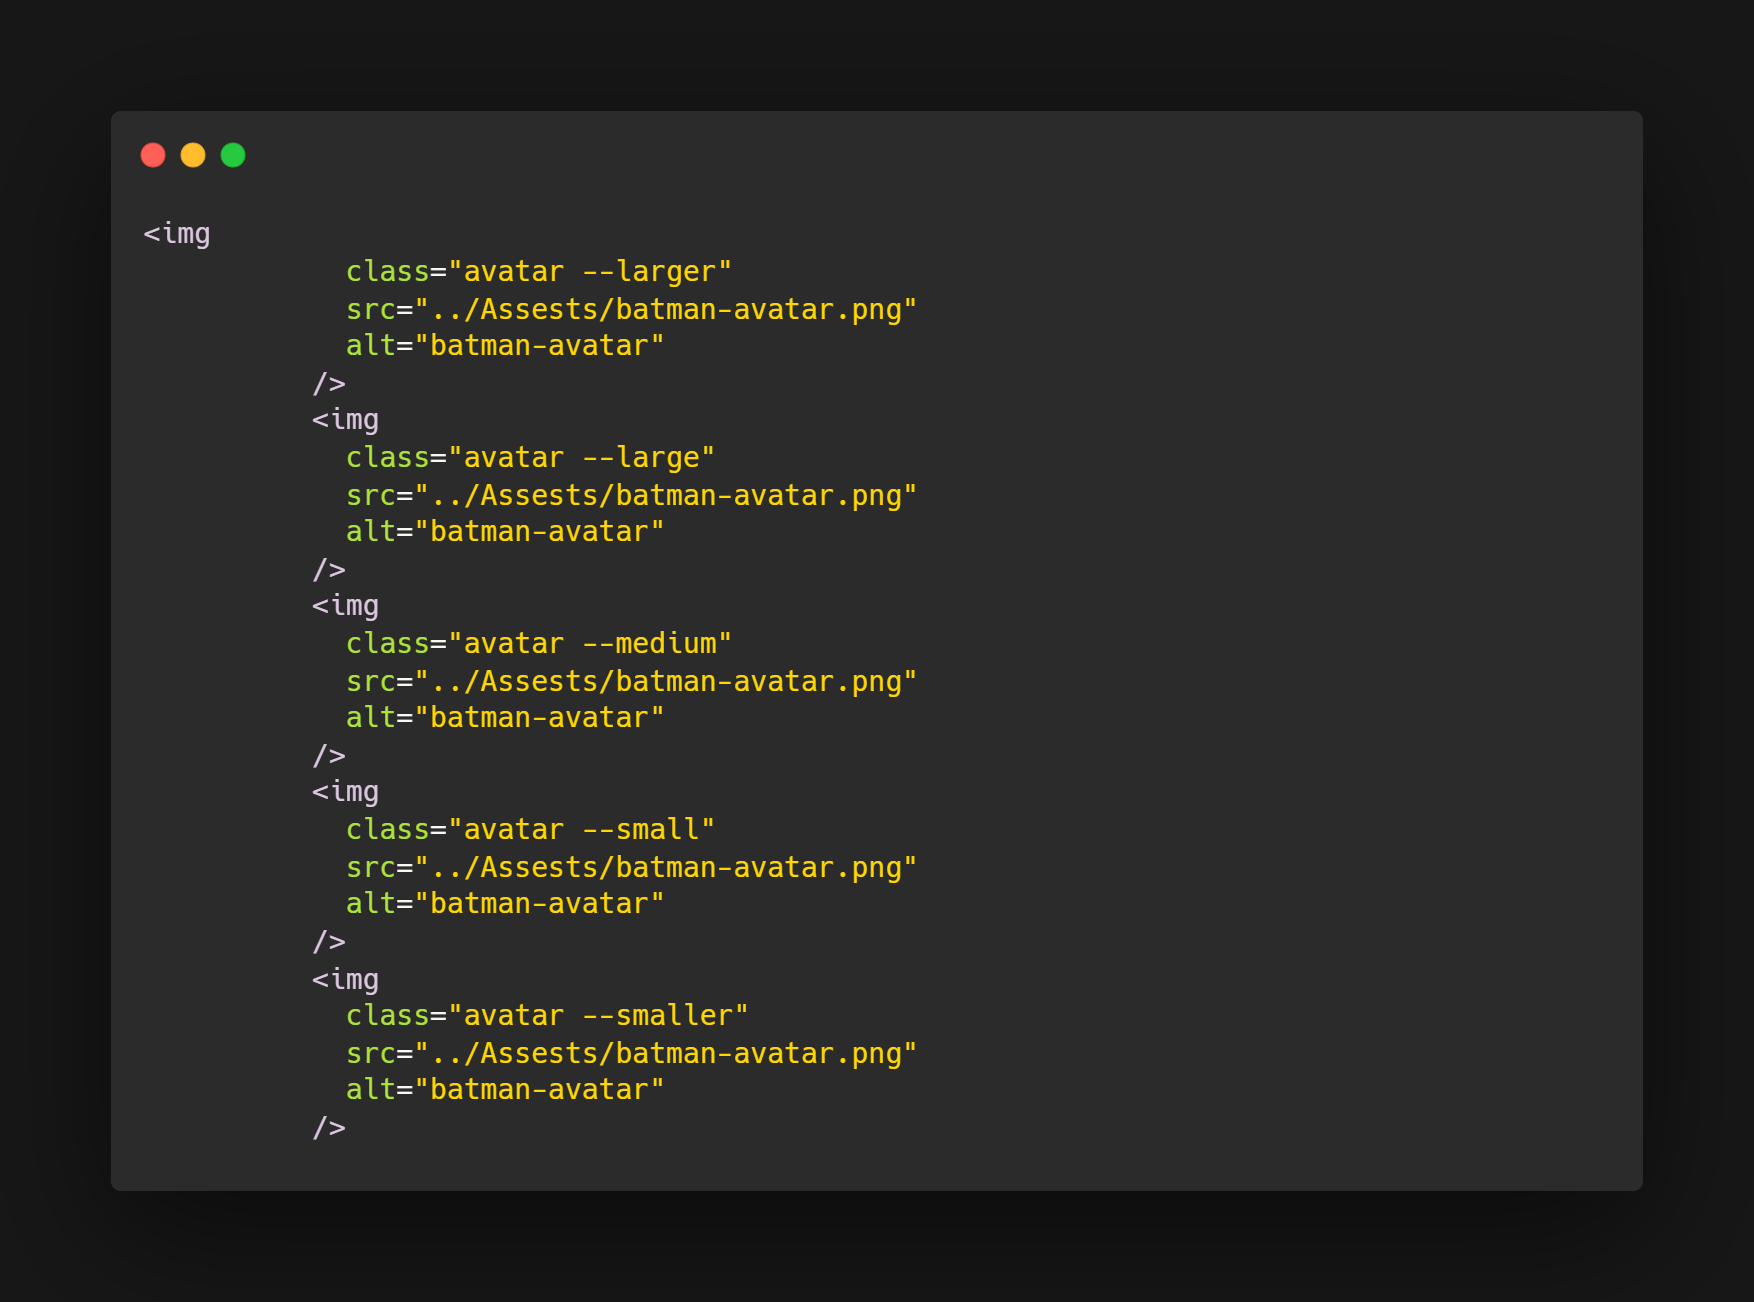 <img
class="avatar --larger"
src="../Assests/batman-avatar.png"
alt="batman-avatar"
/>
<img
class="avatar --large"
src="../Assests/batman-avatar.png"
alt="batman-avatar"
/>
<img
class="avatar --medium"
src="../Assests/batman-avatar.png"
alt="batman-avatar"
/>
<img
class="avatar --small"
src="../Assests/batman-avatar.png"
alt="batman-avatar"
/>
<img
class="avatar --smaller"
src="../Assests/batman-avatar.png"
alt="batman-avatar"
/>